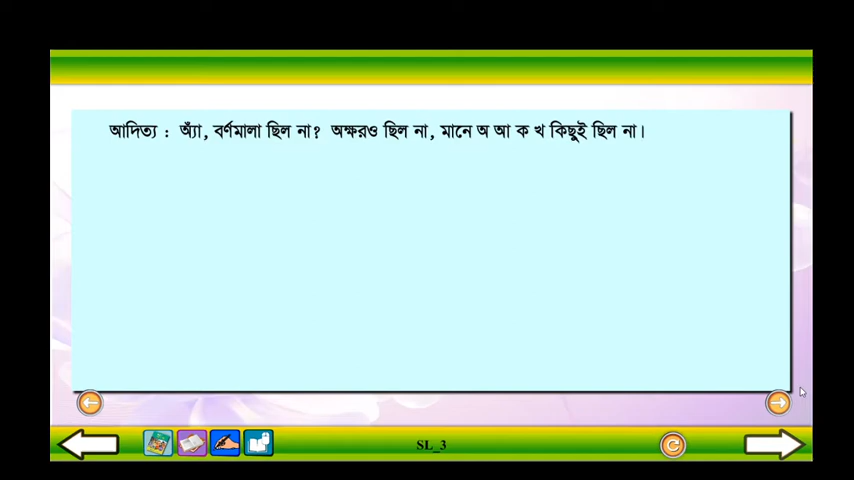 আদিত্য : অ্যাঁ, বর্ণমালা ছিল না? অক্ষরও ছিল না, মানে অ আ ক খ কিছুই ছিল না।
SL_3